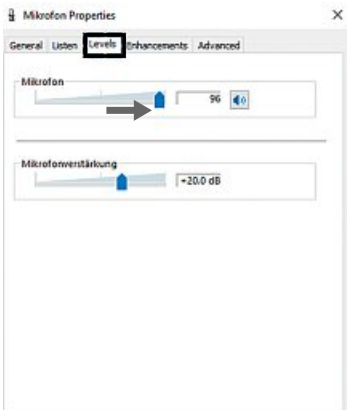 Mikrofon Properties
General Listen Levels Enhancements Advanced
Mikrofon
96
Mikrofonverstärkung
+20.0 dB